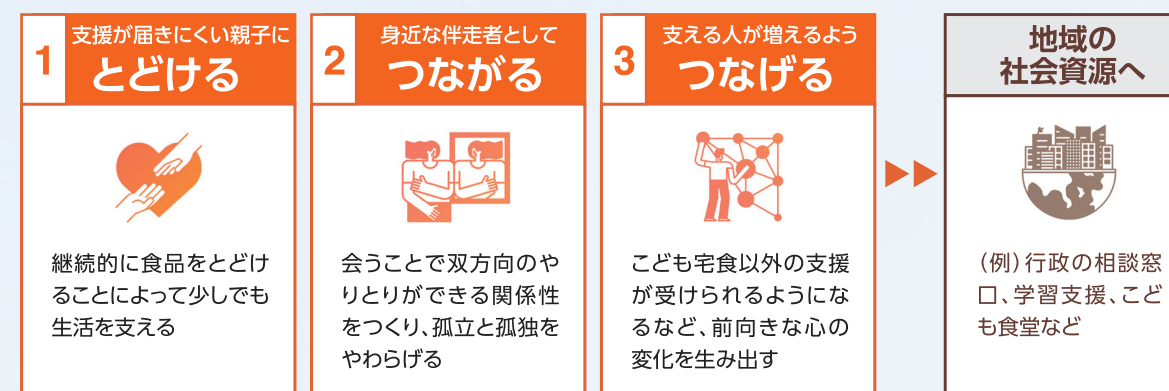 1
支援が届きにくい親子に
とどける
継続的に食品をとどけ
ることによって少しでも
生活を支える
2
身近な伴走者として
つながる
会うことで双方向のや
りとりができる関係性
をつくり、孤立と孤独を
やわらげる
3
支える人が増えるよう
つなげる
こども宅食以外の支援
が受けられるようにな
るなど、前向きな心の
変化を生み出す
地域の
社会資源へ
（例）行政の相談窓
口、学習支援、こど
も食堂など